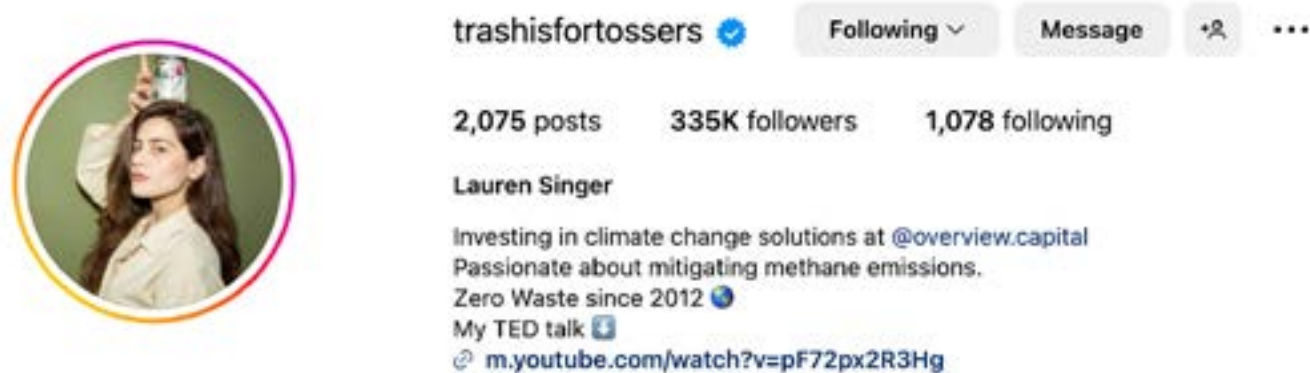 trashisfortossers
Following
Message
2,075 posts
335K followers
1,078 following
Lauren Singer
Investing in climate change solutions at @overview.capital
Passionate about mitigating methane emissions.
Zero Waste since 2012 🌎
My TED talk ⬇️
m.youtube.com/watch?v=pF72px2R3Hg